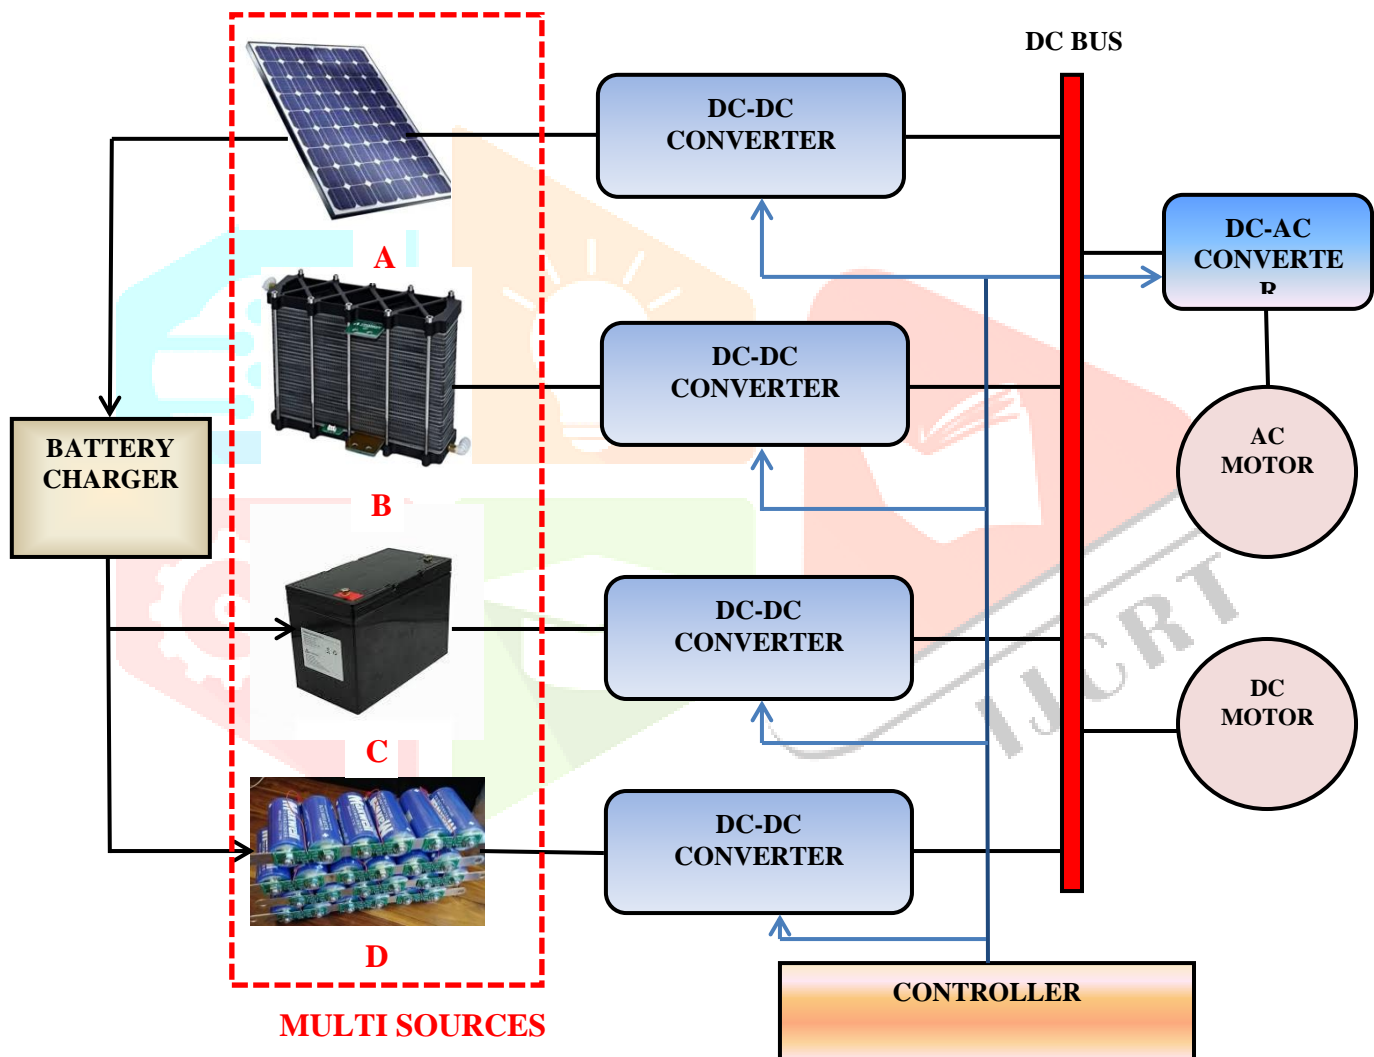 DC BUS
DC-DC
CONVERTER
DC-AC
CONVERTE
R
A
DC-DC
CONVERTER
BATTERY
CHARGER
AC
MOTOR
B
DC-DC
CONVERTER
DC
MOTOR
IJCRT
C
DC-DC
CONVERTER
D
CONTROLLER
MULTI SOURCES